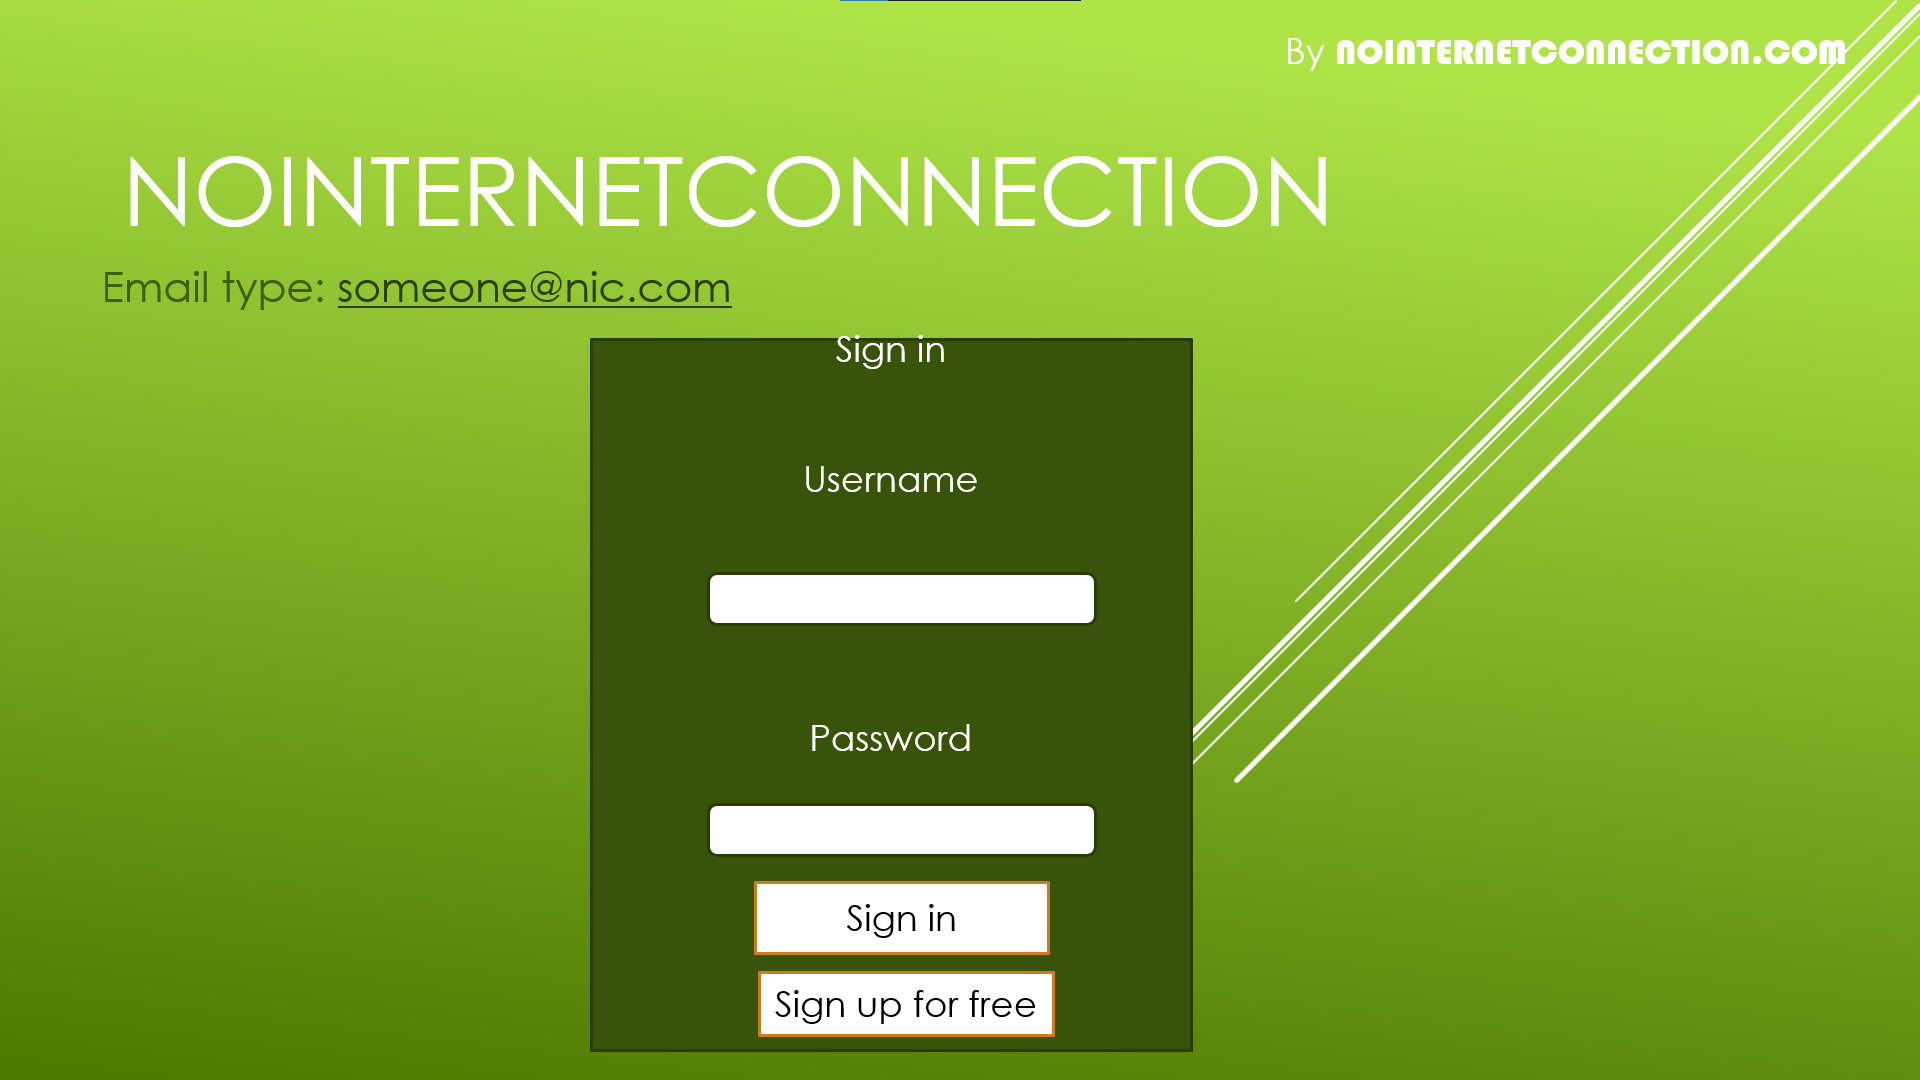 By NOINTERNETCONNECTION.COM
NOINTERNETCONNECTION
Email type: someone@nic.com
Sign in
Username
Password
Sign in
Sign up for free